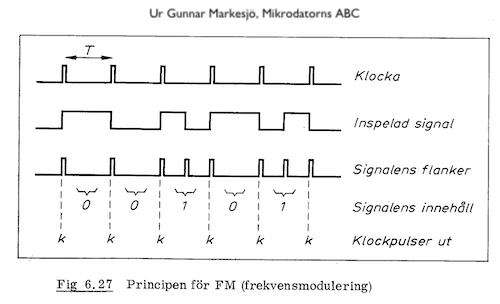 Ur Gunnar Markesjö, Mikrodatorns ABC
T
Klocka
Inspelad signal
Signalens flanker
0 0 1 0 1 Signalens innehåll
k k k k k k Klockpulser ut
Fig 6.27 Principen för FM (frekvensmodulering)